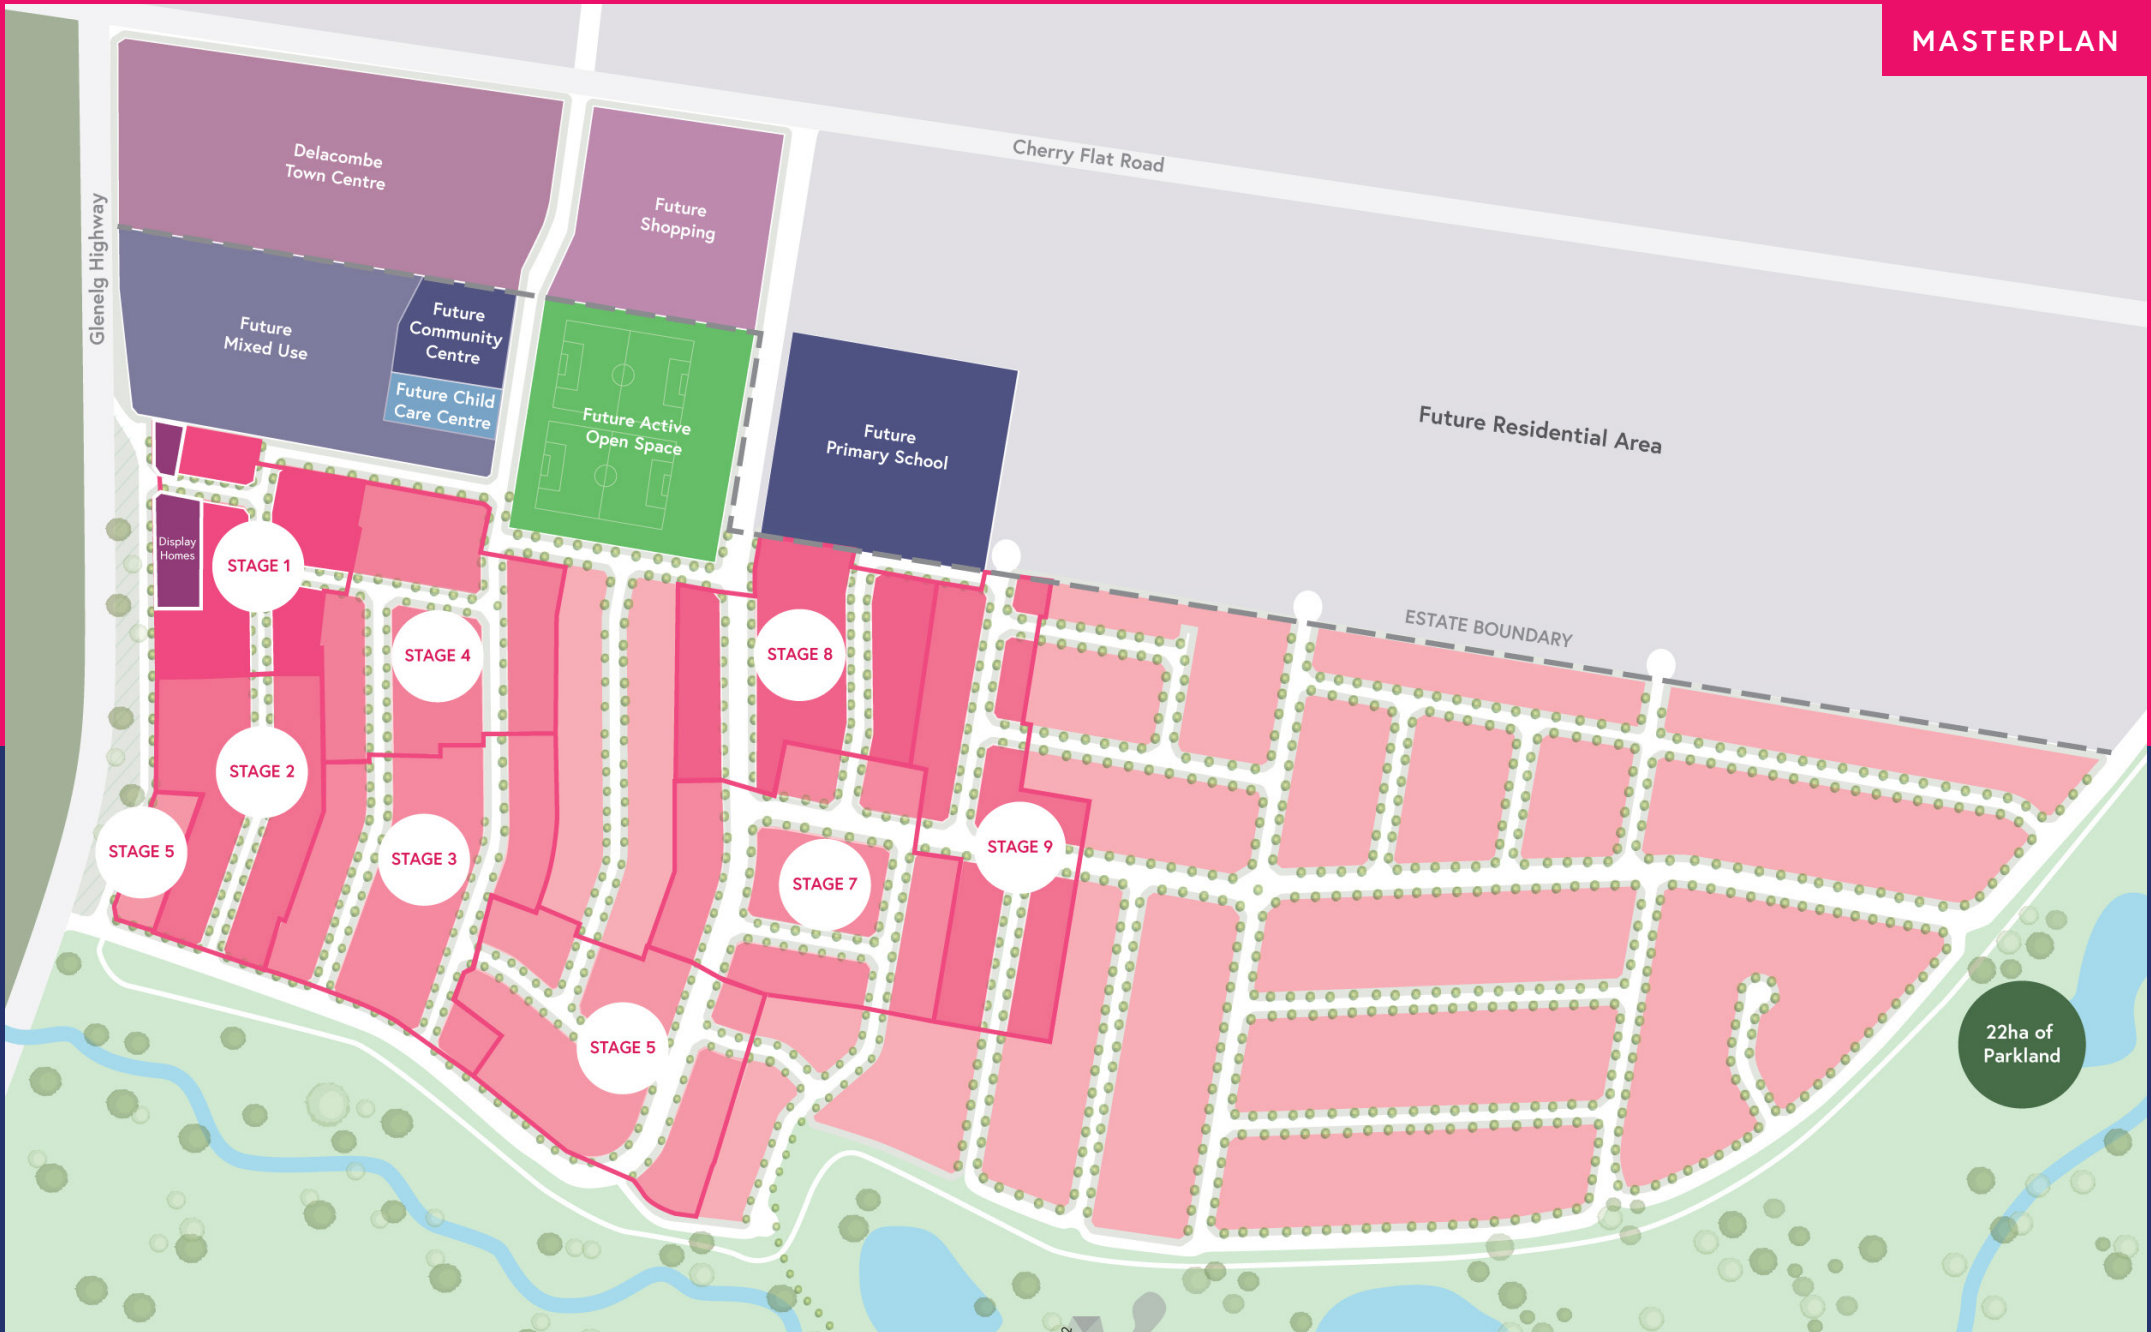 MASTERPLAN
Cherry Flat Road
Delacombe
Town Centre
Future
Shopping
Glenelg Highway
Future
Mixed Use
Future
Community
Centre
Future Child
Care Centre
Future Active
Open Space
Future
Primary School
Future Residential Area
ESTATE BOUNDARY
Display
Homes
STAGE 1
STAGE 4
STAGE 8
STAGE 2
STAGE 5
STAGE 3
STAGE 9
STAGE 7
STAGE 5
22ha of
Parkland